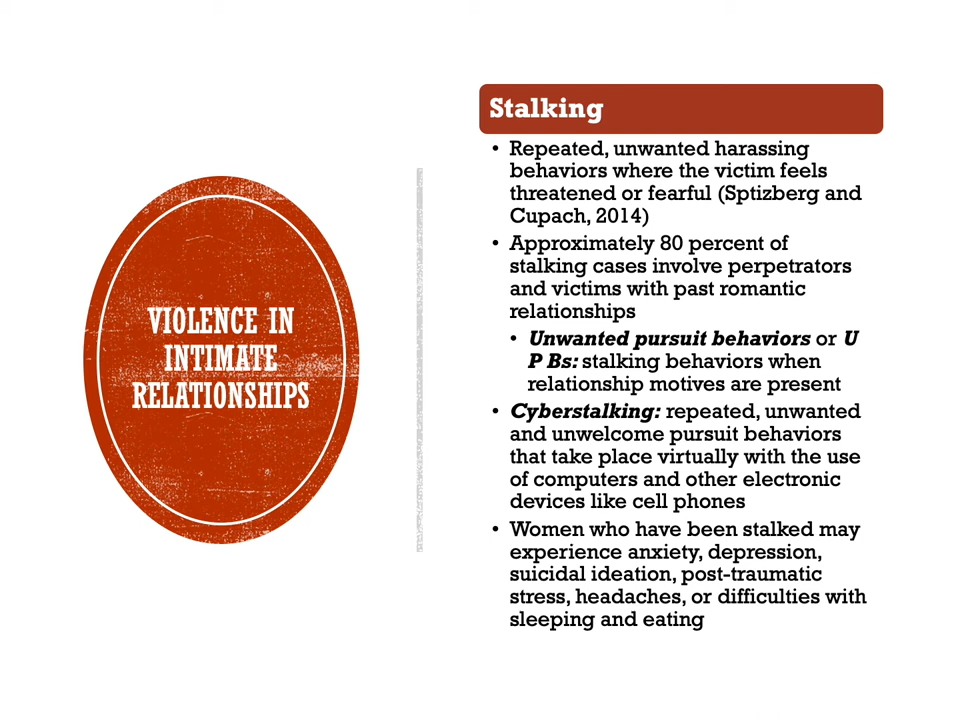 VIOLENCE IN
INTIMATE
RELATIONSHIPS
Stalking
• Repeated, unwanted harassing
behaviors where the victim feels
threatened or fearful (Sptizberg and
Cupach, 2014)
• Approximately 80 percent of
stalking cases involve perpetrators
and victims with past romantic
relationships
• Unwanted pursuit behaviors or U
P Bs: stalking behaviors when
relationship motives are present
• Cyberstalking: repeated, unwanted
and unwelcome pursuit behaviors
that take place virtually with the use
of computers and other electronic
devices like cell phones
• Women who have been stalked may
experience anxiety, depression,
suicidal ideation, post-traumatic
stress, headaches, or difficulties with
sleeping and eating